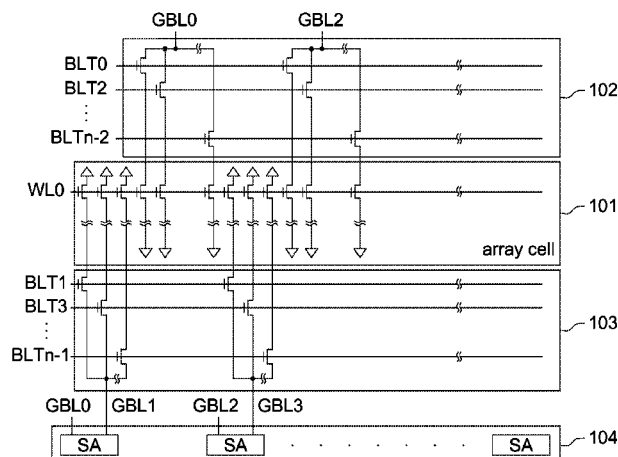 GBL0 GBL2
BLT0
BLT2
BLTn-2
102
WL0
101
array cell
BLT1
BLT3
BLTn-1
103
GBL0 GBL1 GBL2 GBL3
SA SA SA
104